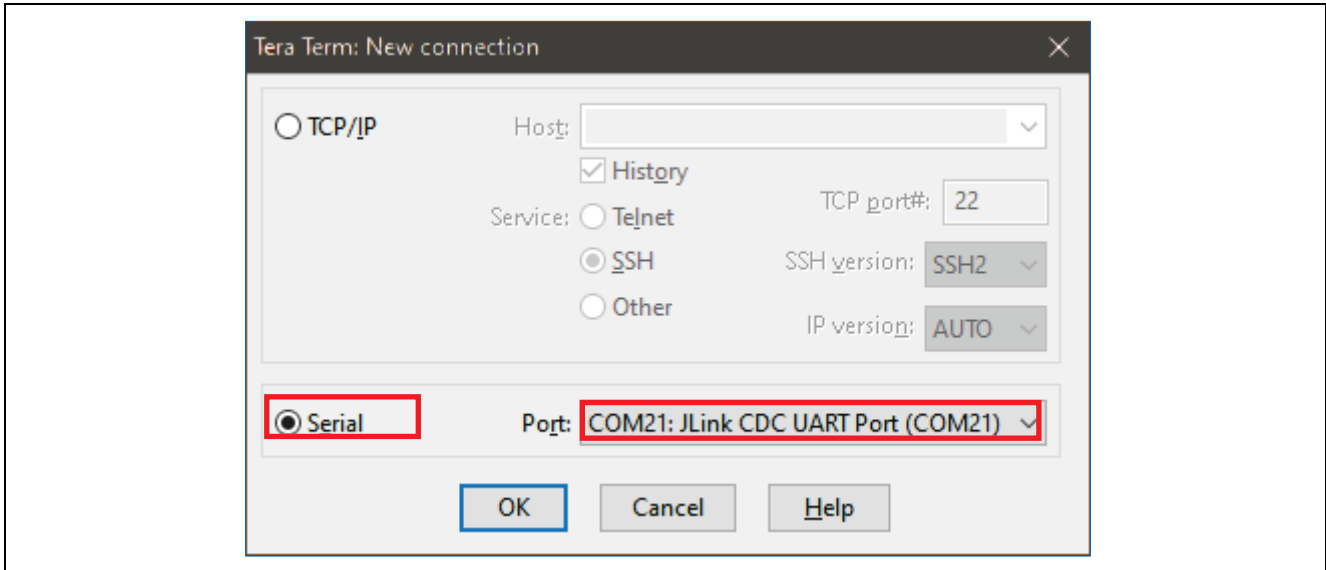 Tera Term: New connection
TCP/IP
Host:
History
Service:
Telnet
TCP port#:
22
SSH
SSH version:
SSH2
Other
IP version:
AUTO
Serial
Port:
COM21: JLink CDC UART Port (COM21)
OK
Cancel
Help